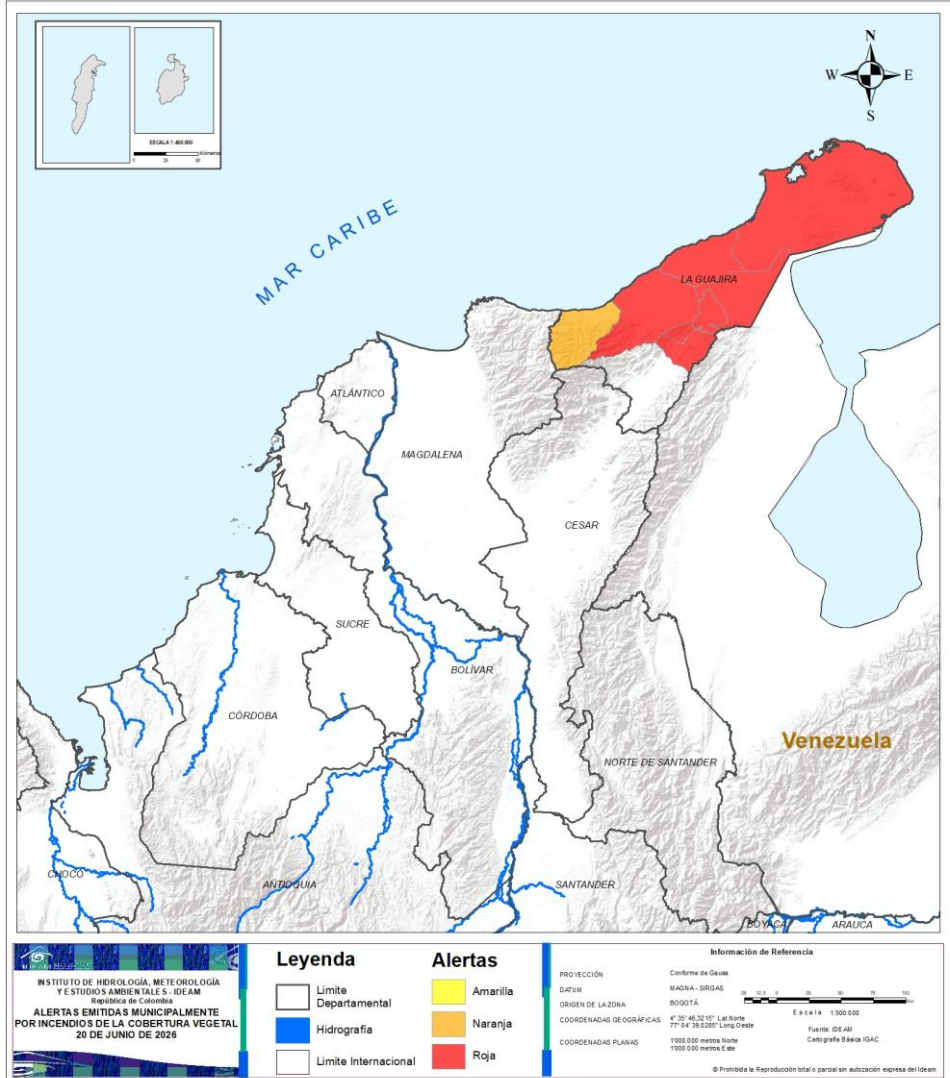 N
W E
S
ESCALA 1:400.000
MAR CARIBE
LA GUAJIRA
ATLÁNTICO
MAGDALENA
CESAR
SUCRE
BOLÍVAR
CÓRDOBA
Venezuela
NORTE DE SANTANDER
CHOCÓ
ANTIOQUIA
SANTANDER
BOYACÁ
ARAUCA
IDEAM
INSTITUTO DE HIDROLOGÍA, METEOROLOGÍA
Y ESTUDIOS AMBIENTALES - IDEAM
República de Colombia
ALERTAS EMITIDAS MUNICIPALMENTE
POR INCENDIOS DE LA COBERTURA VEGETAL
20 DE JUNIO DE 2026
Leyenda
Limite
Departamental
Hidrografía
Limite Internacional
Alertas
Amarilla
Naranja
Roja
Información de Referencia
PROYECCIÓN Conforme de Gauss
DATUM MAGNA - SIRGAS
ORIGEN DE LA ZONA BOGOTÁ
COORDENADAS GEOGRÁFICAS 4° 35' 46,3215" Lat.Norte
77° 04' 39,0285" Long.Oeste
COORDENADAS PLANAS 1'000.000 metros Norte
1'000.000 metros Este
Escala 1:500.000
Fuente: IDEAM
Cartografía Básica IGAC
© Prohibida la Reproducción total o parcial sin autozación expresa del Ideam